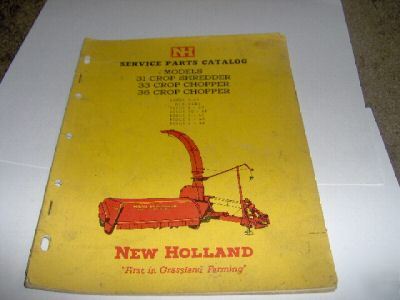 NH
SERVICE PARTS CATALOG
MODELS
31 CROP SHREDDER
33 CROP CHOPPER
36 CROP CHOPPER
NEW HOLLAND
"First in Grassland Farming"